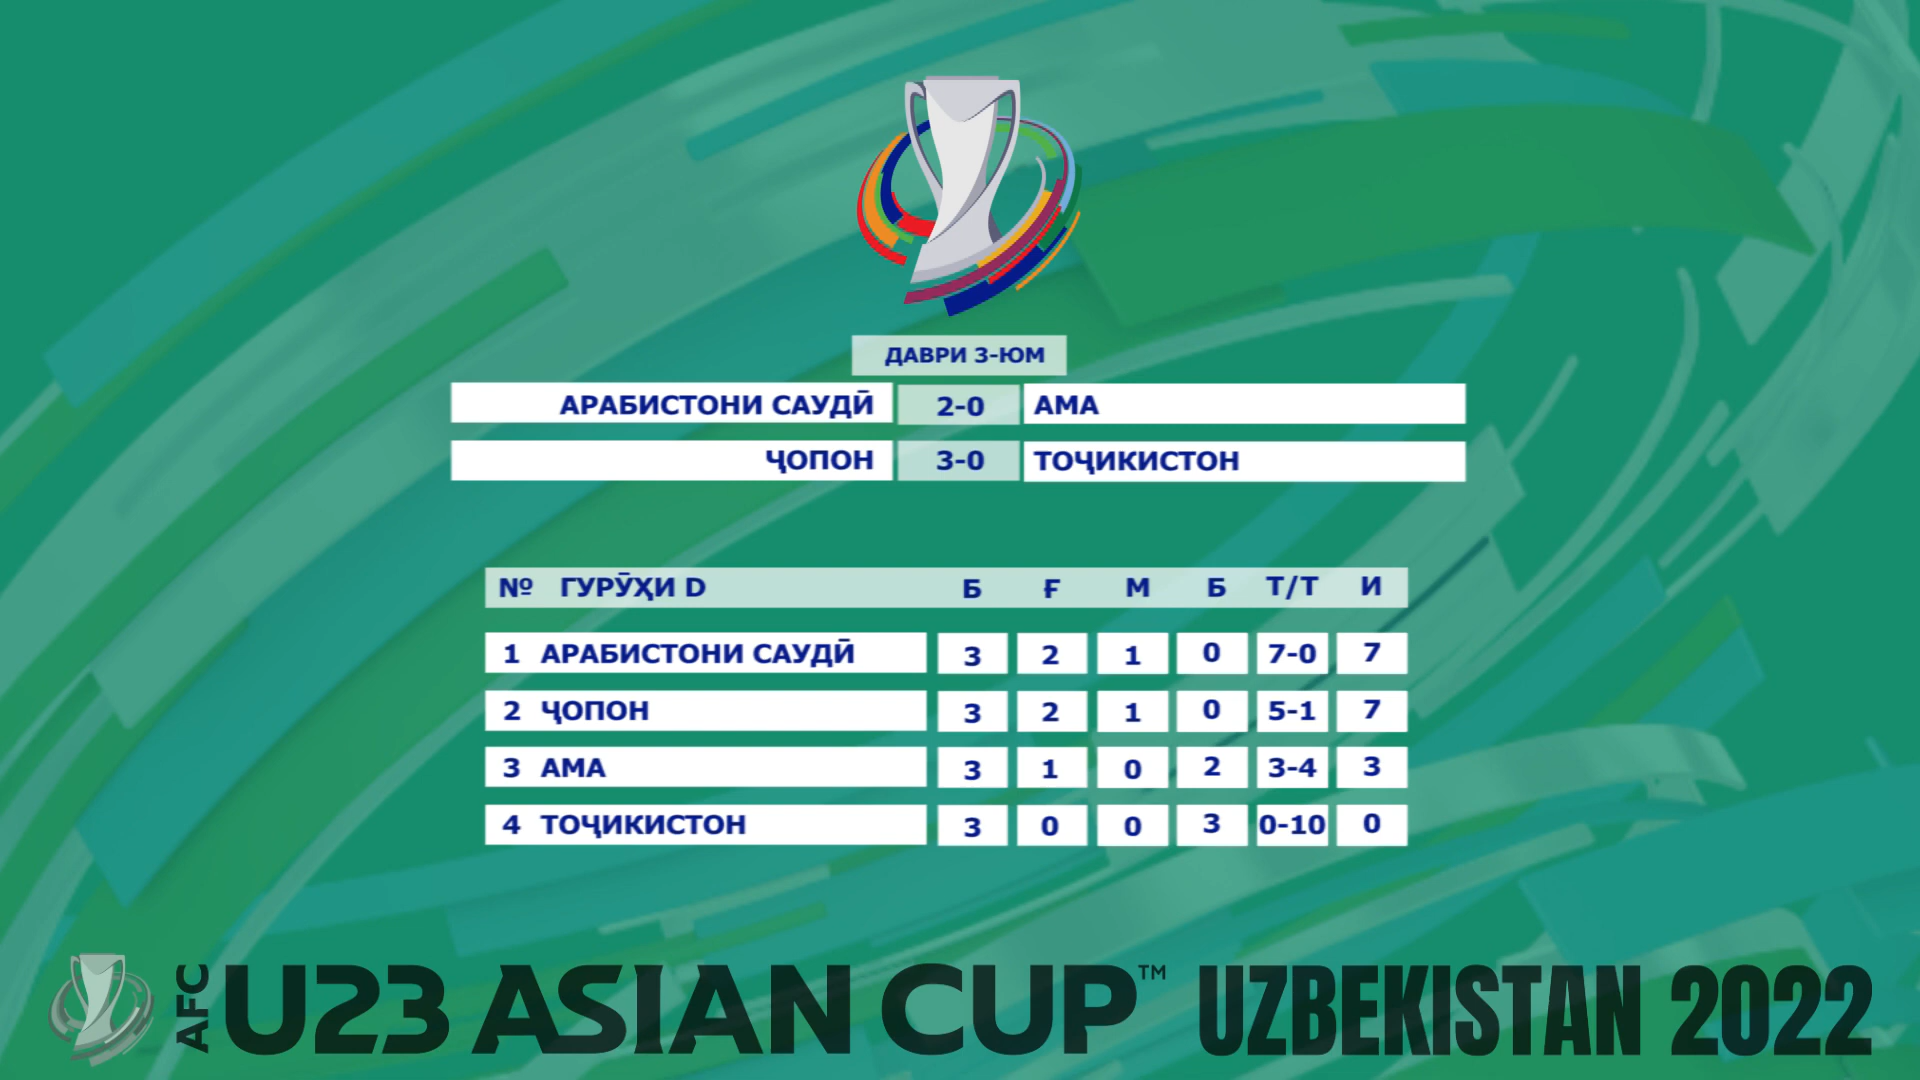 ДАВРИ 3-ЮМ
АРАБИСТОНИ САУДӢ 2-0 АМА
ҶОПОН 3-0 ТОҶИКИСТОН
№ ГУРӮҲИ D Б Ғ М Б Т/Т И
1 АРАБИСТОНИ САУДӢ 3 2 1 0 7-0 7
2 ҶОПОН 3 2 1 0 5-1 7
3 АМА 3 1 0 2 3-4 3
4 ТОҶИКИСТОН 3 0 0 3 0-10 0
AFC U23 ASIAN CUP™ UZBEKISTAN 2022